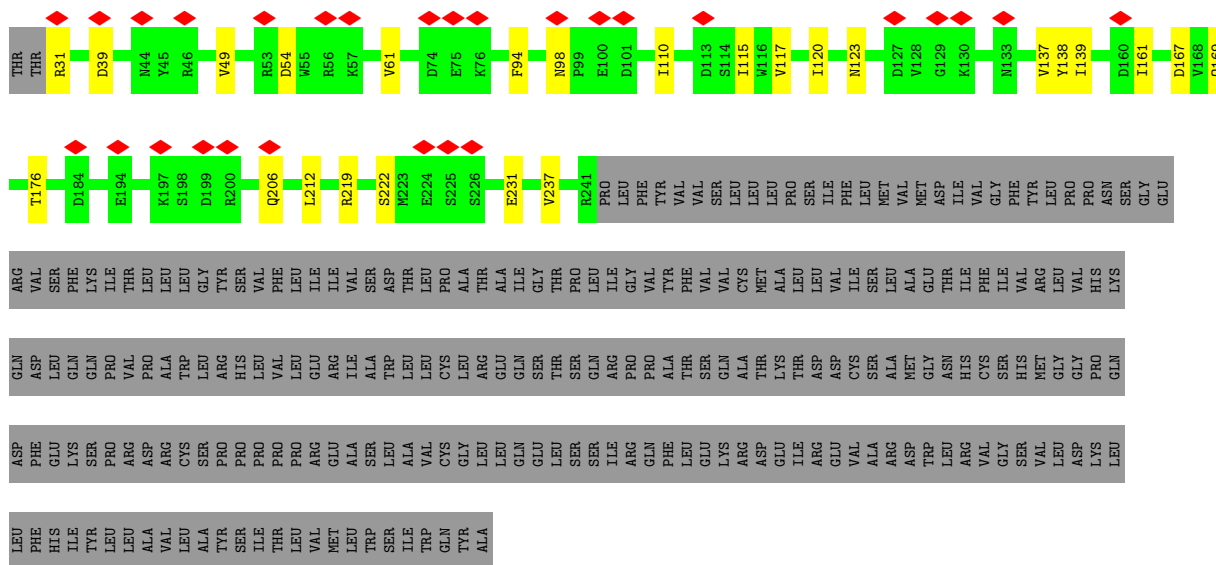 THR THR R31 D39 N44 Y45 R46 V49 R53 D54 W55 R56 K57 V61 D74 E75 K76 F94 N98 P99 E100 D101 I110 D113 S114 I115 W116 V117 I120 N123 D127 V128 G129 K130 N133 V137 Y138 I139 D160 I161 D167 V168
T176 D184 E194 K197 S198 D199 R200 Q206 L212 R219 S222 M223 E224 S225 S226 E231 V237 R241 PRO LEU PHE TYR VAL VAL SER LEU LEU LEU PRO SER ILE PHE LEU MET VAL MET ASP ILE VAL GLY PHE TYR LEU PRO PRO ASN SER GLY GLU
ARG VAL SER PHE LYS ILE THR LEU LEU LEU GLY TYR SER VAL PHE LEU ILE ILE VAL SER ASP THR LEU PRO ALA THR ALA ILE GLY THR PRO LEU ILE GLY VAL TYR PHE VAL VAL CYS MET ALA LEU LEU VAL ILE SER LEU ALA GLU THR ILE PHE ILE VAL ARG LEU VAL HIS LYS
GLN ASP LEU GLN GLN PRO VAL PRO ALA TRP LEU ARG HIS LEU VAL LEU GLU ARG ILE ALA TRP LEU LEU CYS LEU ARG GLU GLN SER THR SER GLN ARG PRO PRO ALA THR SER GLN ALA THR LYS THR ASP ASP CYS SER ALA MET GLY ASN HIS CYS SER HIS MET GLY GLY PRO GLN
ASP PHE GLU LYS SER PRO ARG ASP ARG CYS SER PRO PRO PRO PRO PRO ARG GLU ALA SER LEU ALA VAL CYS GLY LEU LEU GLN GLU LEU SER SER ILE ARG GLN PHE LEU GLU LYS ARG ASP GLU ILE ARG GLU VAL ALA ARG ASP TRP LEU ARG VAL GLY SER VAL LEU ASP LYS LEU
LEU PHE HIS ILE TYR LEU LEU ALA VAL LEU ALA TYR SER ILE THR LEU VAL MET LEU TRP SER ILE TRP GLN TYR ALA